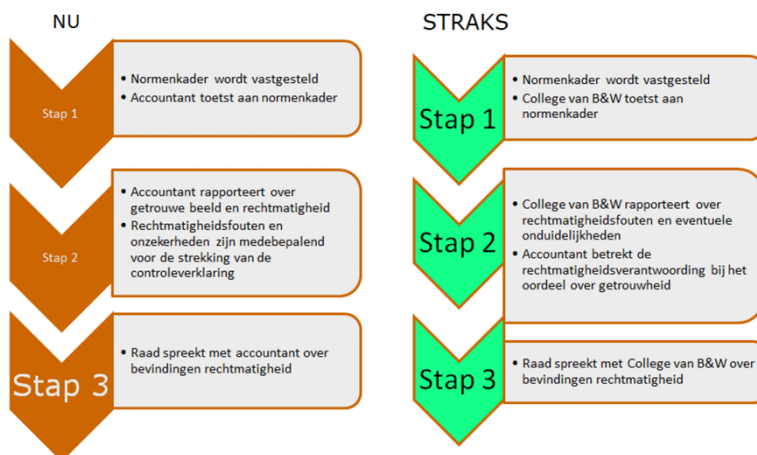 NU
Stap 1
• Normenkader wordt vastgesteld
• Accountant toetst aan normenkader
Stap 2
• Accountant rapporteert over
getrouwe beeld en rechtmatigheid
• Rechtmatigheidsfouten en
onzekerheden zijn medebepalend
voor de strekking van de
controleverklaring
Stap 3
• Raad spreekt met accountant over
bevindingen rechtmatigheid
STRAKS
Stap 1
• Normenkader wordt vastgesteld
• College van B&W toetst aan
normenkader
Stap 2
• College van B&W rapporteert over
rechtmatigheidsfouten en eventuele
onduidelijkheden
• Accountant betrekt de
rechtmatigheidsverantwoording bij het
oordeel over getrouwheid
Stap 3
• Raad spreekt met College van B&W over
bevindingen rechtmatigheid